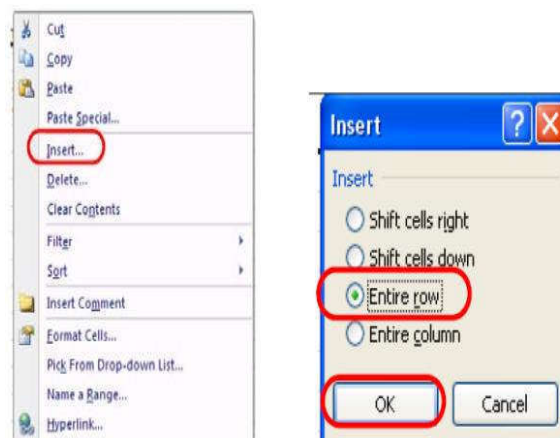 Cut
Copy
Paste
Paste Special...
Insert...
Delete...
Clear Contents
Filter
Sort
Insert Comment
Format Cells...
Pick From Drop-down List...
Name a Range...
Hyperlink...
Insert
Insert
Shift cells right
Shift cells down
Entire row
Entire column
OK
Cancel